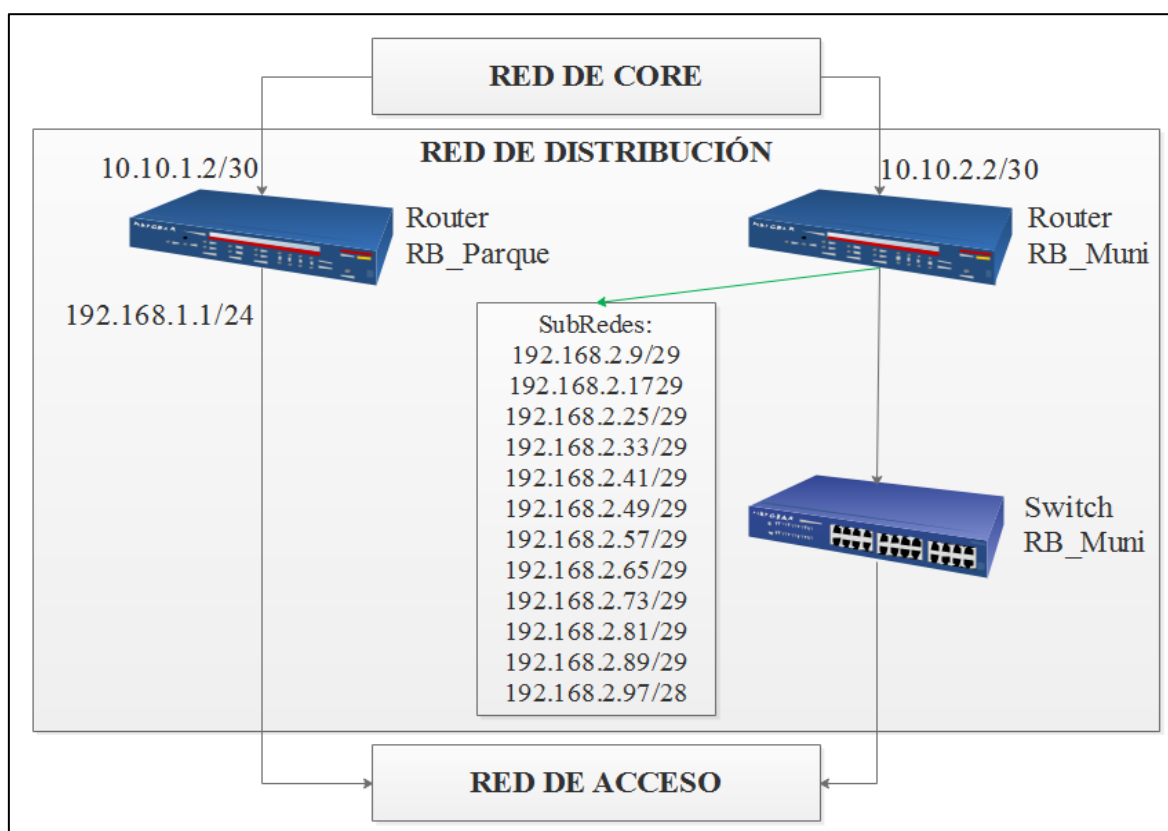 RED DE CORE
RED DE DISTRIBUCIÓN
10.10.1.2/30
10.10.2.2/30
Router
RB_Parque
Router
RB_Muni
192.168.1.1/24
SubRedes:
192.168.2.9/29
192.168.2.1729
192.168.2.25/29
192.168.2.33/29
192.168.2.41/29
192.168.2.49/29
192.168.2.57/29
192.168.2.65/29
192.168.2.73/29
192.168.2.81/29
192.168.2.89/29
192.168.2.97/28
Switch
RB_Muni
RED DE ACCESO